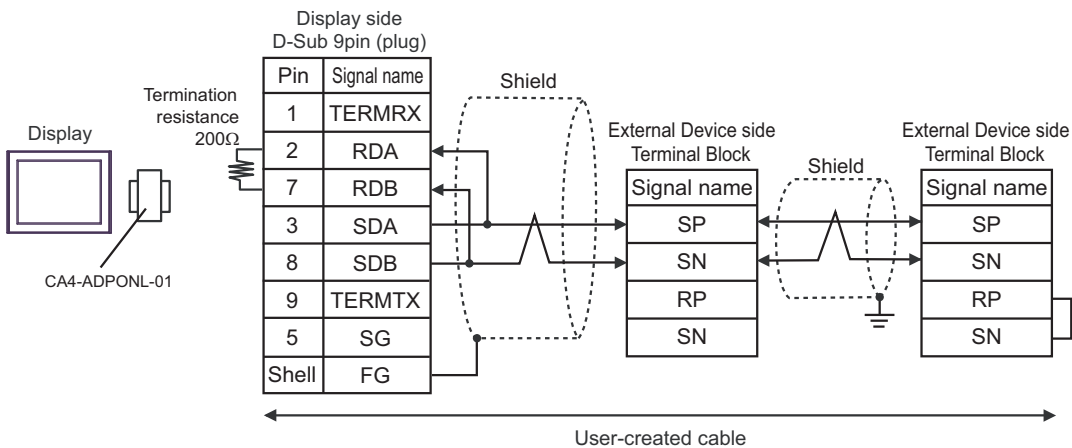 Display side
D-Sub 9pin (plug)
Pin Signal name
1 TERMRX
2 RDA
7 RDB
3 SDA
8 SDB
9 TERMTX
5 SG
Shell FG
Termination
resistance
200Ω
Display
CA4-ADPONL-01
Shield
External Device side
Terminal Block
Signal name
SP
SN
RP
SN
Shield
External Device side
Terminal Block
Signal name
SP
SN
RP
SN
User-created cable